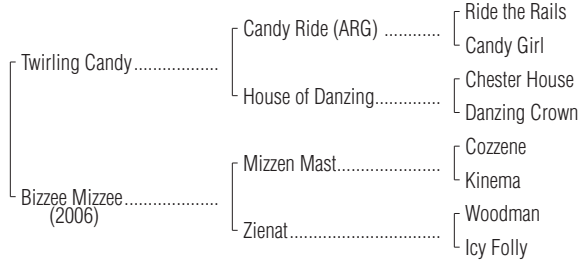 Ride the Rails
Candy Ride (ARG) ............
Candy Girl
Twirling Candy..................
Chester House
House of Danzing..............
Danzing Crown
Cozzene
Mizzen Mast......................
Kinema
Bizzee Mizzee....................
(2006)
Woodman
Zienat................................
Icy Folly